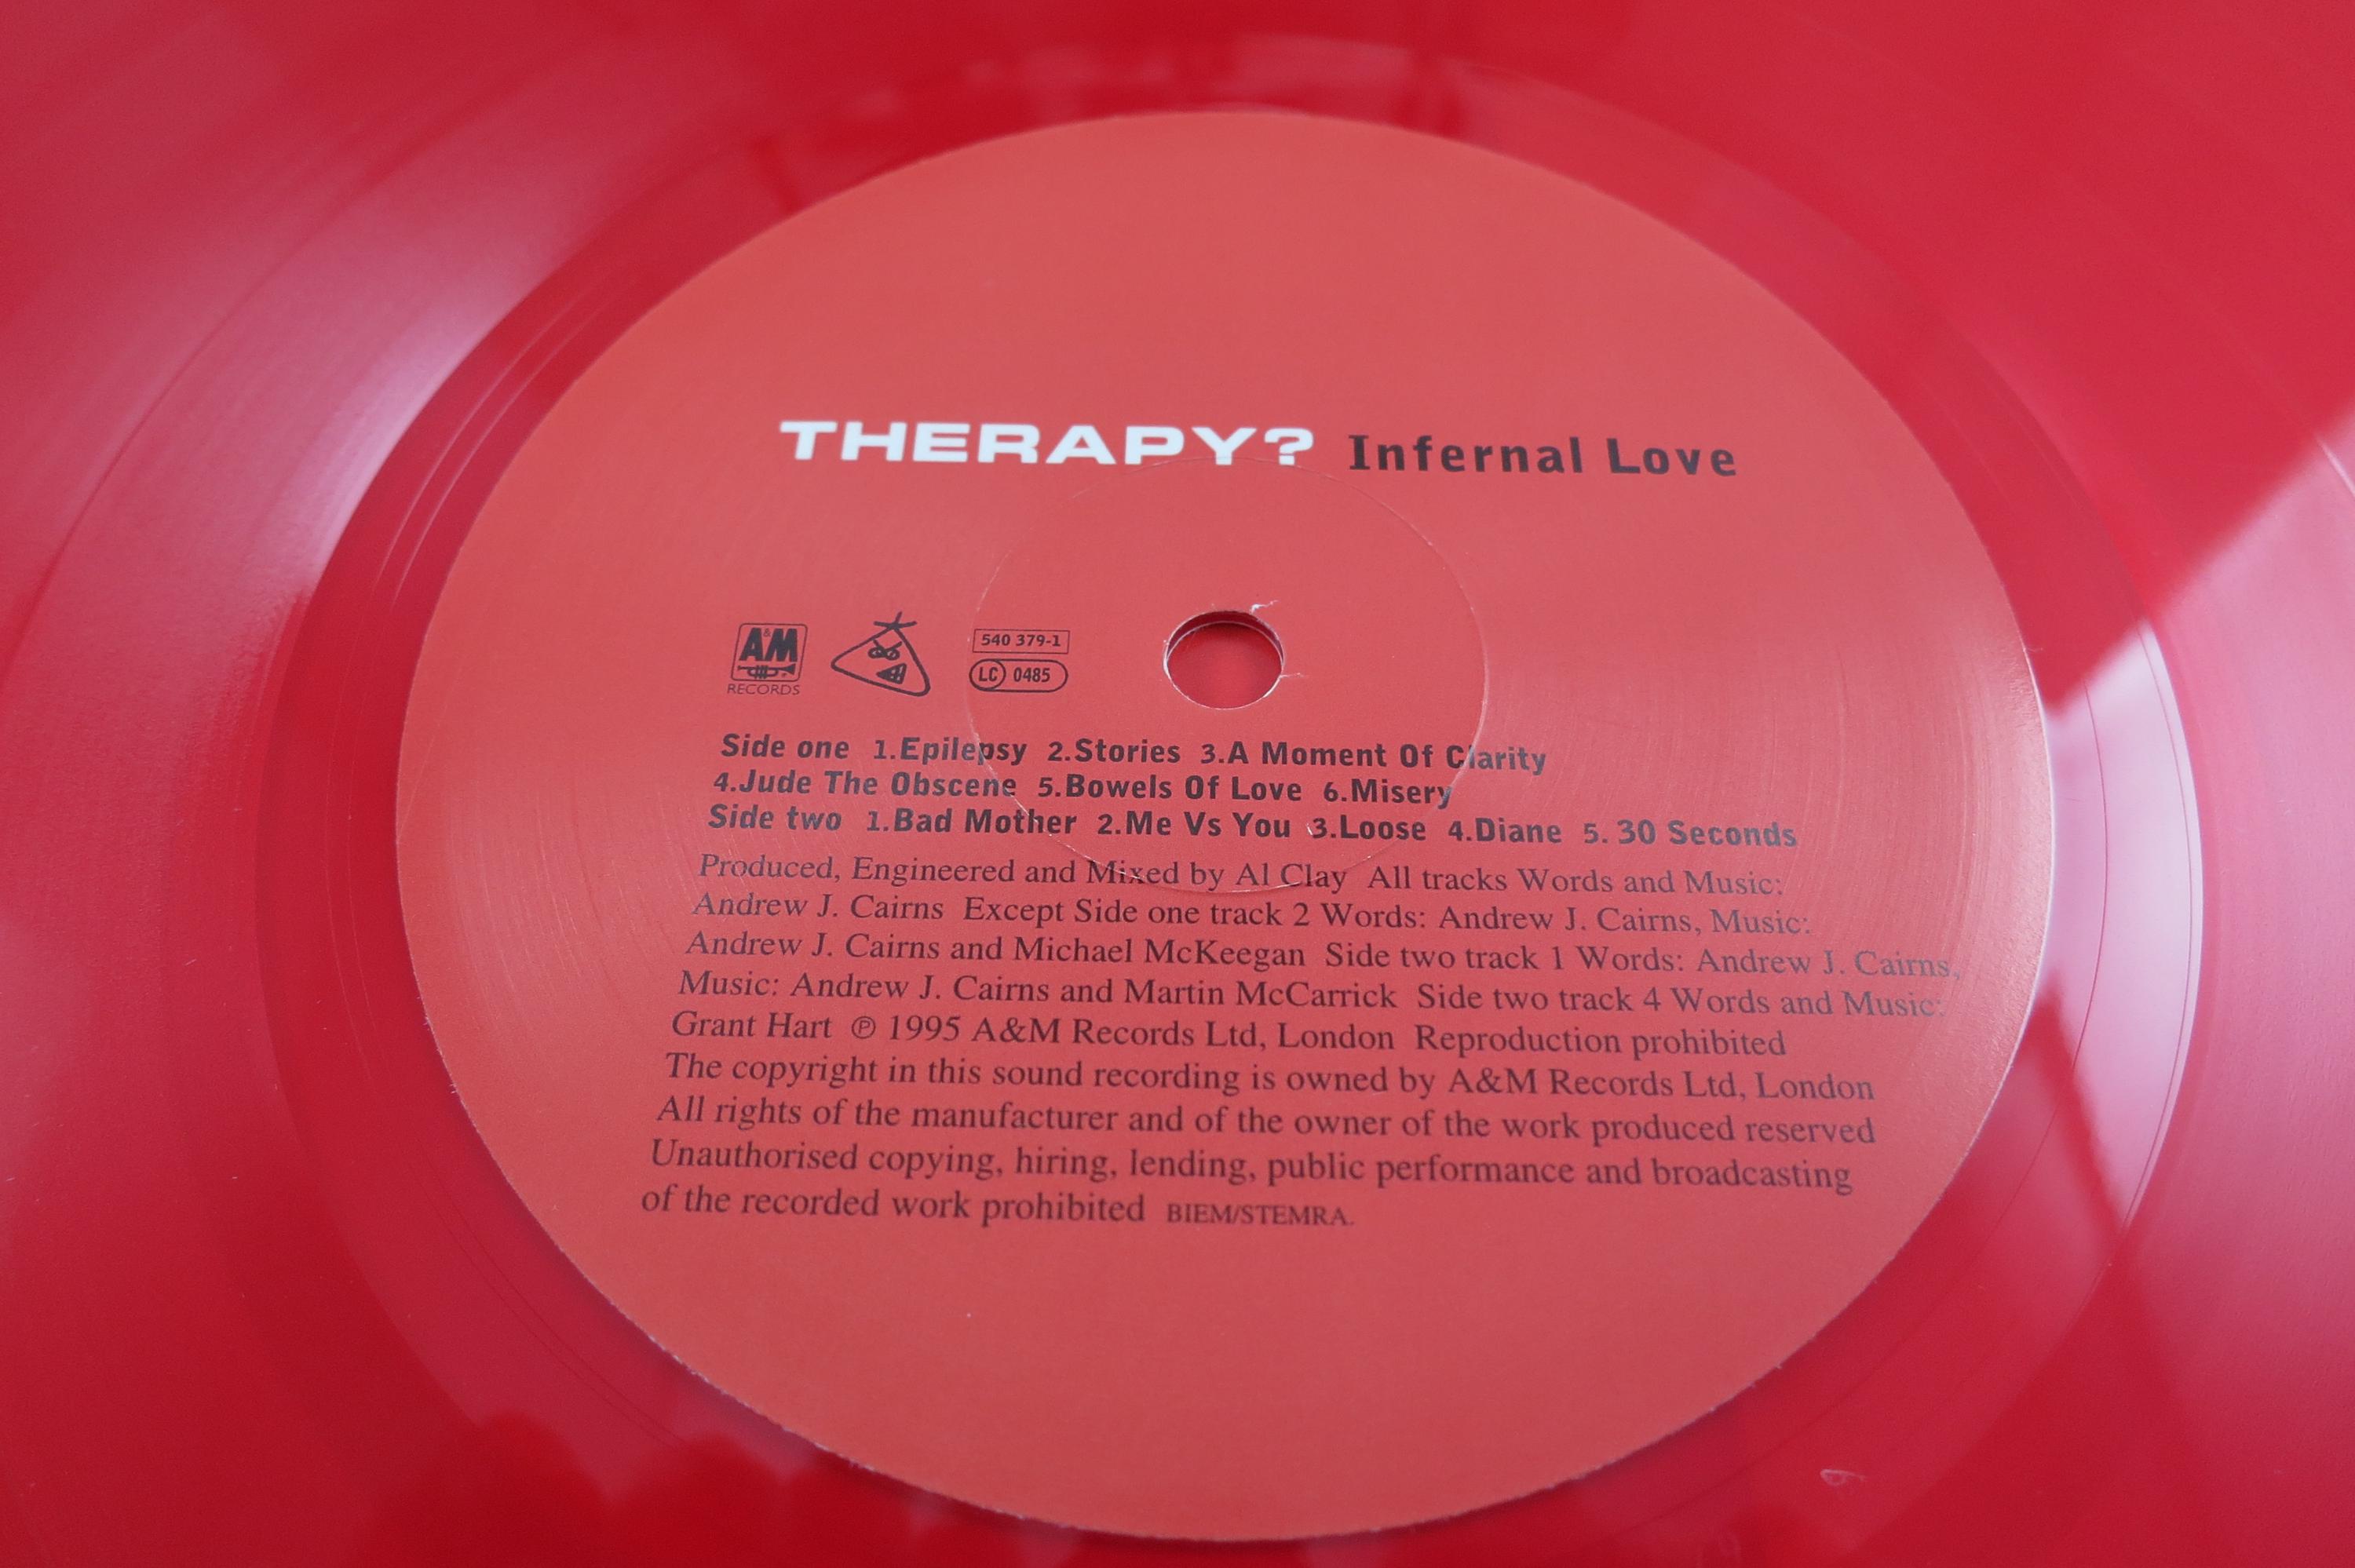 THERAPY? Infernal Love
A&M
RECORDS
540 379-1
LC 0485
Side one 1.Epilepsy 2.Stories 3.A Moment Of Clarity
4.Jude The Obscene 5.Bowels Of Love 6.Misery
Side two 1.Bad Mother 2.Me Vs You 3.Loose 4.Diane 5. 30 Seconds
Produced, Engineered and Mixed by Al Clay All tracks Words and Music:
Andrew J. Cairns Except Side one track 2 Words: Andrew J. Cairns, Music:
Andrew J. Cairns and Michael McKeegan Side two track 1 Words: Andrew J. Cairns,
Music: Andrew J. Cairns and Martin McCarrick Side two track 4 Words and Music:
Grant Hart ℗ 1995 A&M Records Ltd, London Reproduction prohibited
The copyright in this sound recording is owned by A&M Records Ltd, London
All rights of the manufacturer and of the owner of the work produced reserved
Unauthorised copying, hiring, lending, public performance and broadcasting
of the recorded work prohibited BIEM/STEMRA.